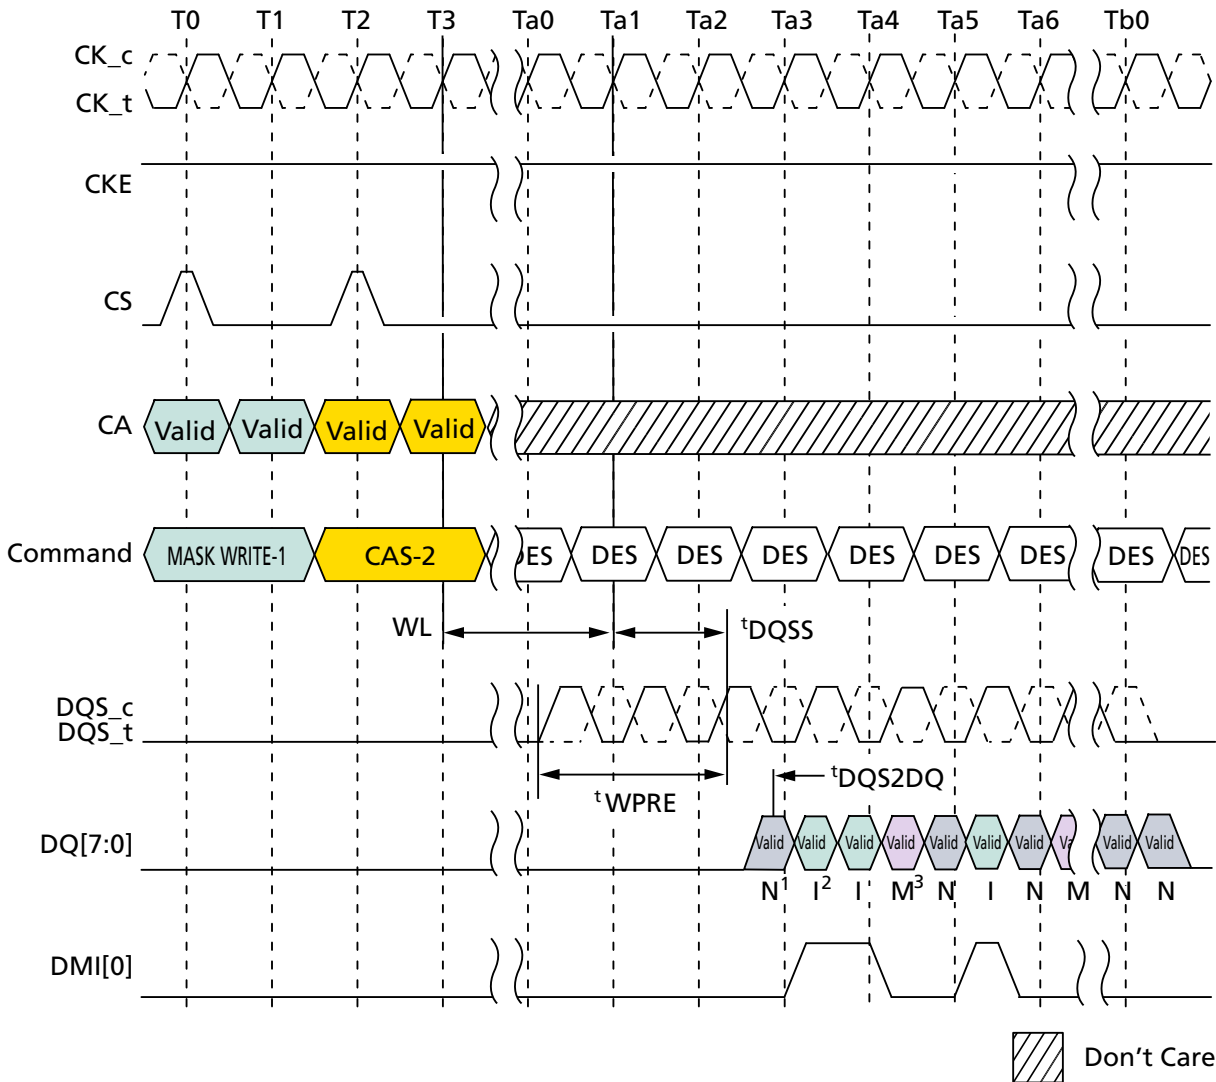 T0 T1 T2 T3 Ta0 Ta1 Ta2 Ta3 Ta4 Ta5 Ta6 Tb0
CK_c
CK_t
CKE
CS
CA Valid Valid Valid Valid
Command MASK WRITE-1 CAS-2 DES DES DES DES DES DES DES DES DES
WL tDQSS
DQS_c
DQS_t
tDQS2DQ
tWPRE
DQ[7:0] Valid Valid Valid Valid Valid Valid Valid Va Valid Valid
N1 I2 I M3 N I N M N N
DMI[0]
Don't Care